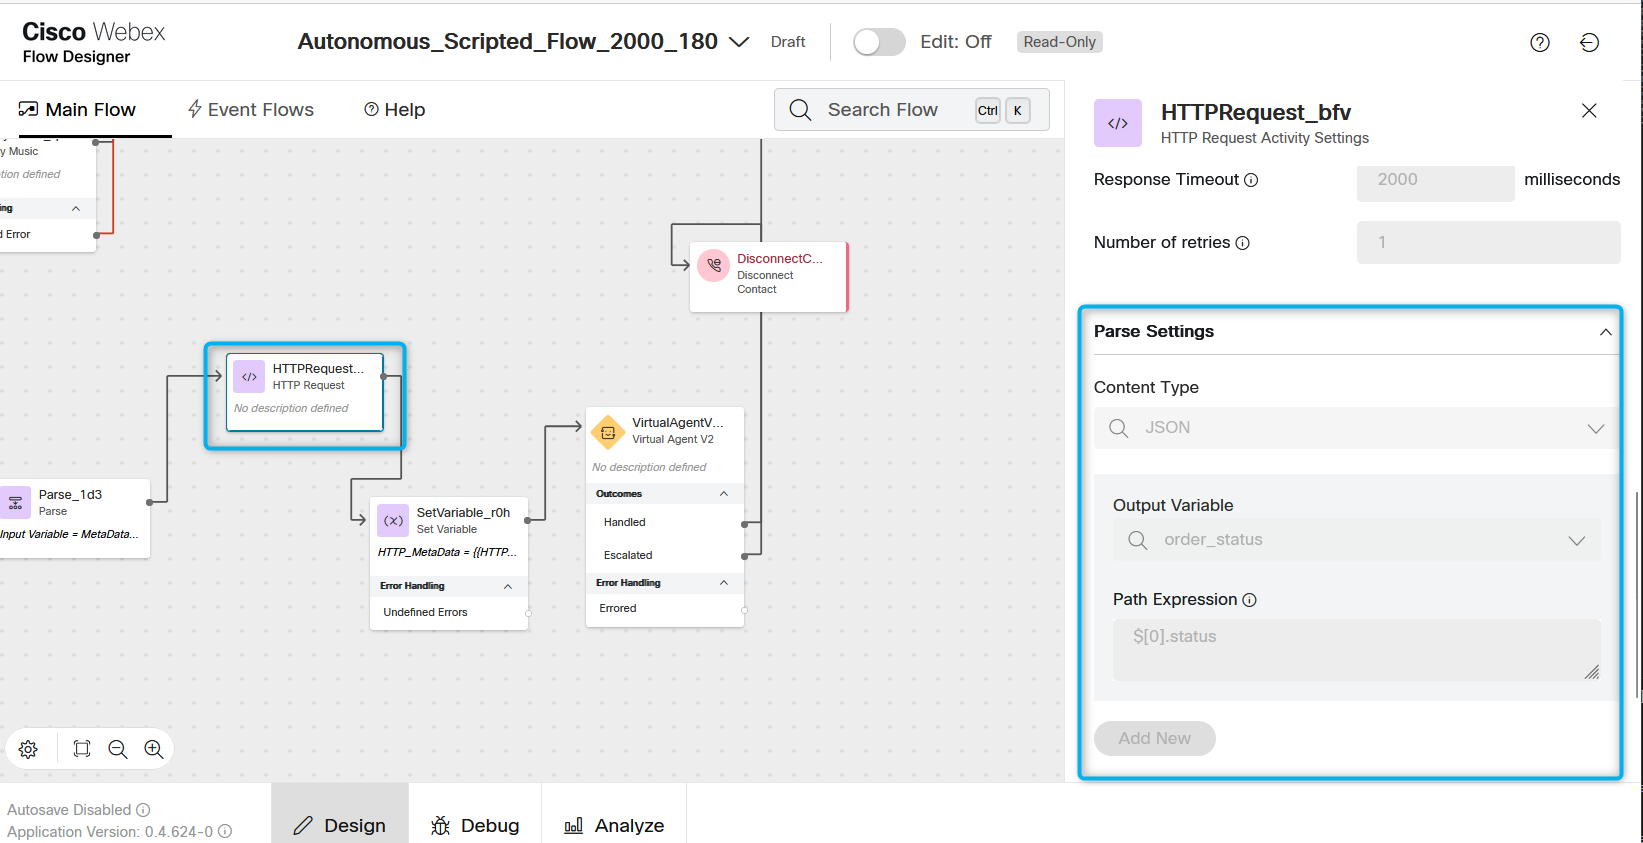 Cisco Webex
Flow Designer
Autonomous_Scripted_Flow_2000_180
Draft
Edit: Off
Read-Only
Main Flow
Event Flows
Help
Search Flow
Ctrl
K
y Music
tion defined
ing
d Error
DisconnectC...
Disconnect
Contact
HTTPRequest...
HTTP Request
No description defined
Parse_1d3
Parse
Input Variable = MetaData...
(x)
SetVariable_r0h
Set Variable
HTTP_MetaData = {{HTTP...
Error Handling
Undefined Errors
VirtualAgentV...
Virtual Agent V2
No description defined
Outcomes
Handled
Escalated
Error Handling
Errored
HTTPRequest_bfv
HTTP Request Activity Settings
Response Timeout
2000
milliseconds
Number of retries
1
Parse Settings
Content Type
JSON
Output Variable
order_status
Path Expression
$[0].status
Add New
Autosave Disabled
Application Version: 0.4.624-0
Design
Debug
Analyze